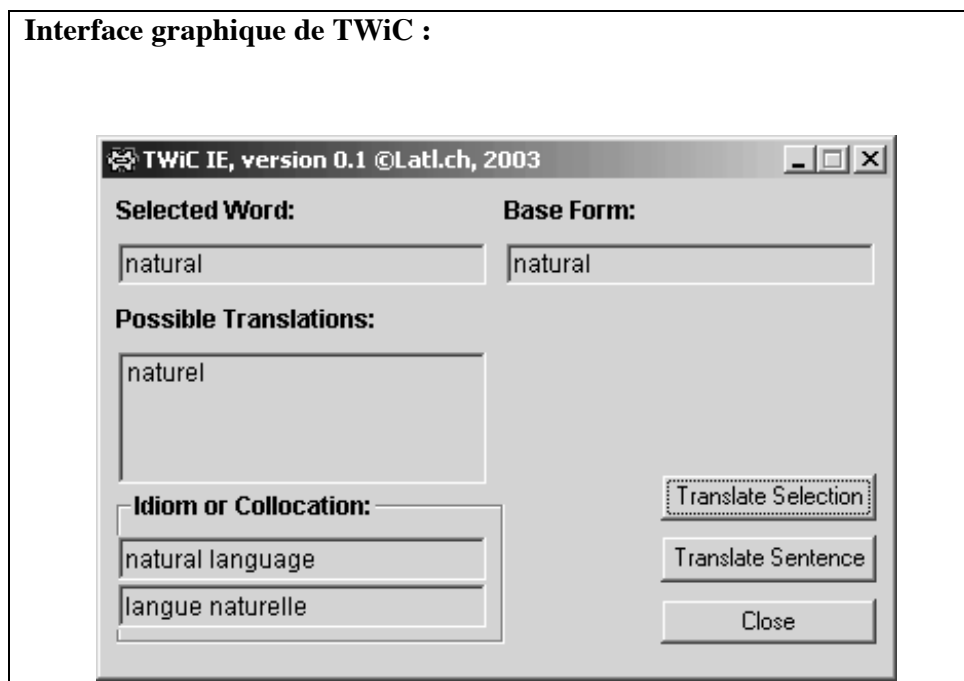 Interface graphique de TWiC :
TWiC IE, version 0.1 ©Latl.ch, 2003
Selected Word:
Base Form:
natural
natural
Possible Translations:
naturel
Idiom or Collocation:
natural language
langue naturelle
Translate Selection
Translate Sentence
Close